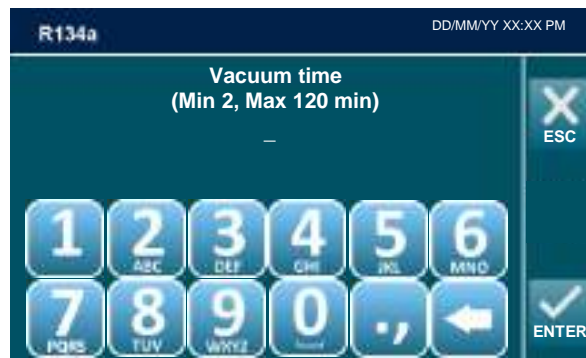 R134a DD/MM/YY XX:XX PM
Vacuum time
(Min 2, Max 120 min)
_
ESC
1 2 3 4 5 6
ABC DEF GHI JKL MNO
7 8 9 0 .,
PQRS TUV WXYZ
ENTER